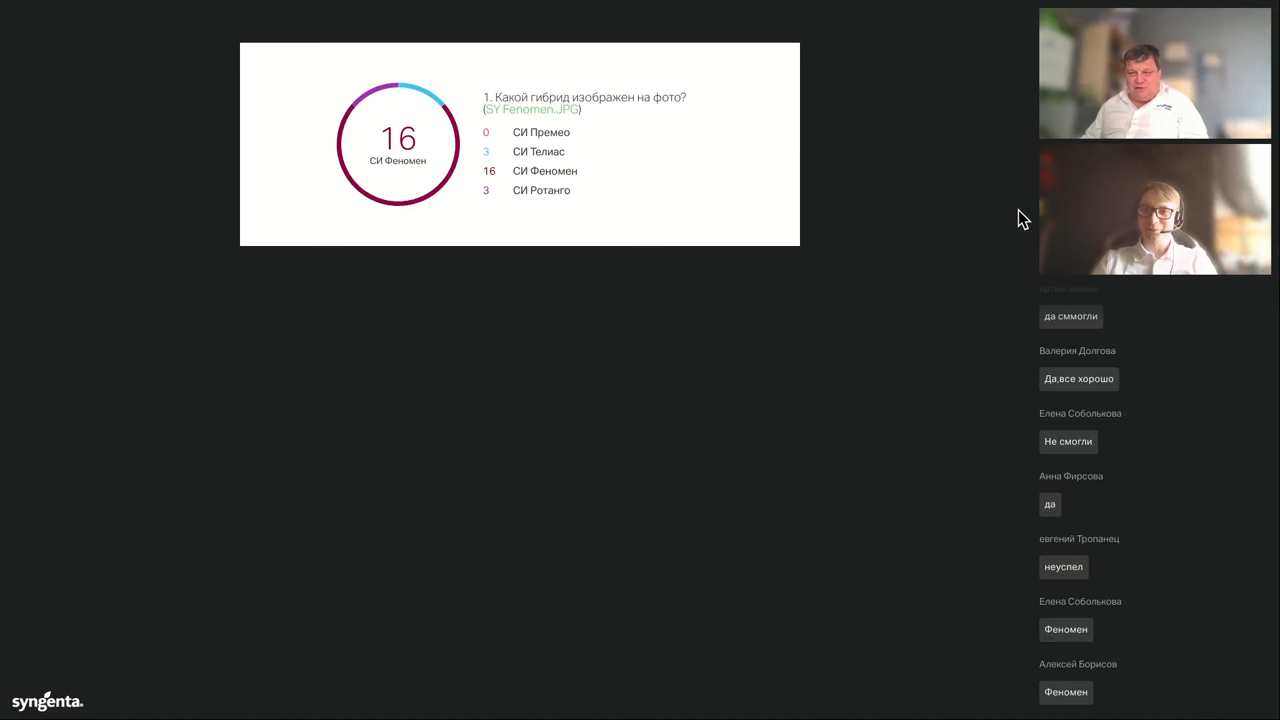 16
СИ Феномен
1. Какой гибрид изображен на фото?
(SY Fenomen.JPG)
0 СИ Премео
3 СИ Телиас
16 СИ Феномен
3 СИ Ротанго
да сммогли
Валерия Долгова
Да,все хорошо
Елена Соболькова
Не смогли
Анна Фирсова
да
евгений Тропанец
неуспел
Елена Соболькова
Феномен
Алексей Борисов
Феномен
syngenta.